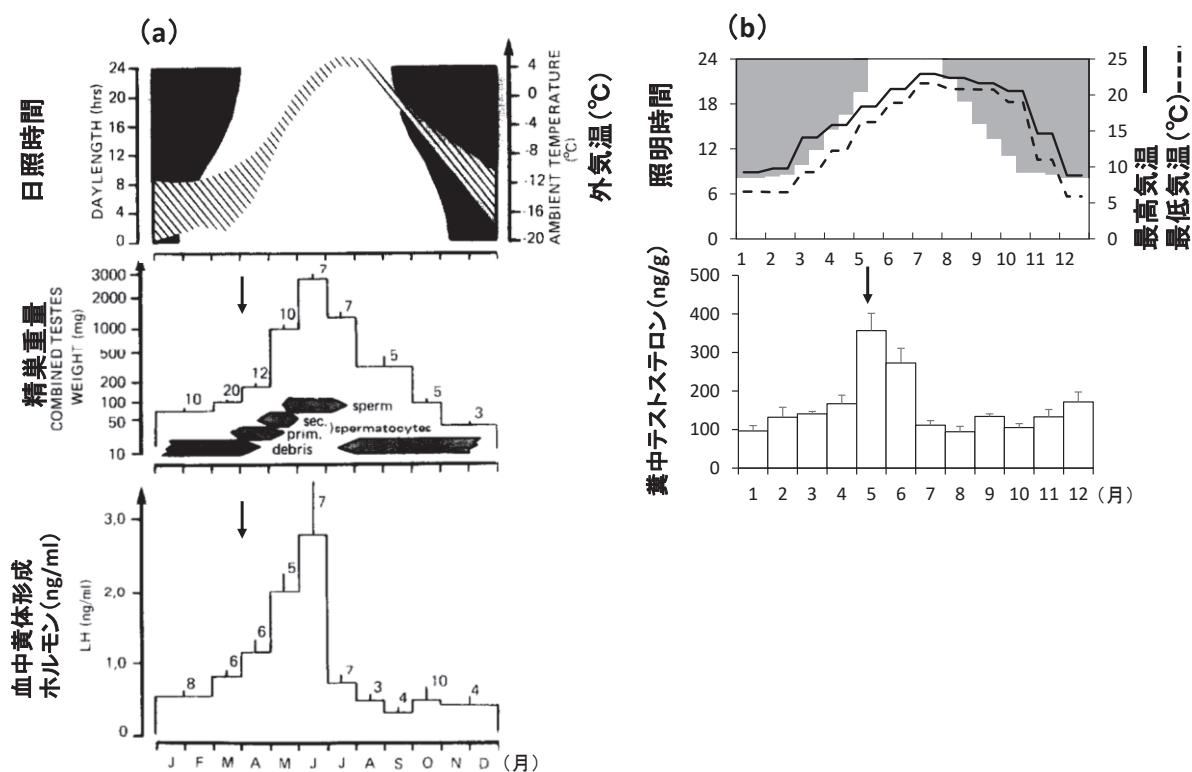 (a)
日照時間
DAYLENGTH (hrs)
24
20
16
12
8
4
0
4
0
-4
-8
-12
-16
-20
AMBIENT TEMPERATURE
(°C)
外気温(℃)
精巣重量
COMBINED TESTES
WEIGHT (mg)
3000
2000
1000
500
200
100
50
10
10
20
12
10
7
7
5
5
3
sperm
sec.
prim.
)spermatocytes
debris
血中黄体形成
ホルモン(ng/ml)
LH (ng/ml)
3,0
2,0
1,0
0
8
6
6
5
7
7
3
4
10
4
J F M A M J J A S O N D (月)
(b)
照明時間
24
18
12
6
0
25
20
15
10
5
0
最高気温
最低気温
(℃)
1 2 3 4 5 6 7 8 9 10 11 12
糞中テストステロン(ng/g)
500
400
300
200
100
0
1 2 3 4 5 6 7 8 9 10 11 12 (月)